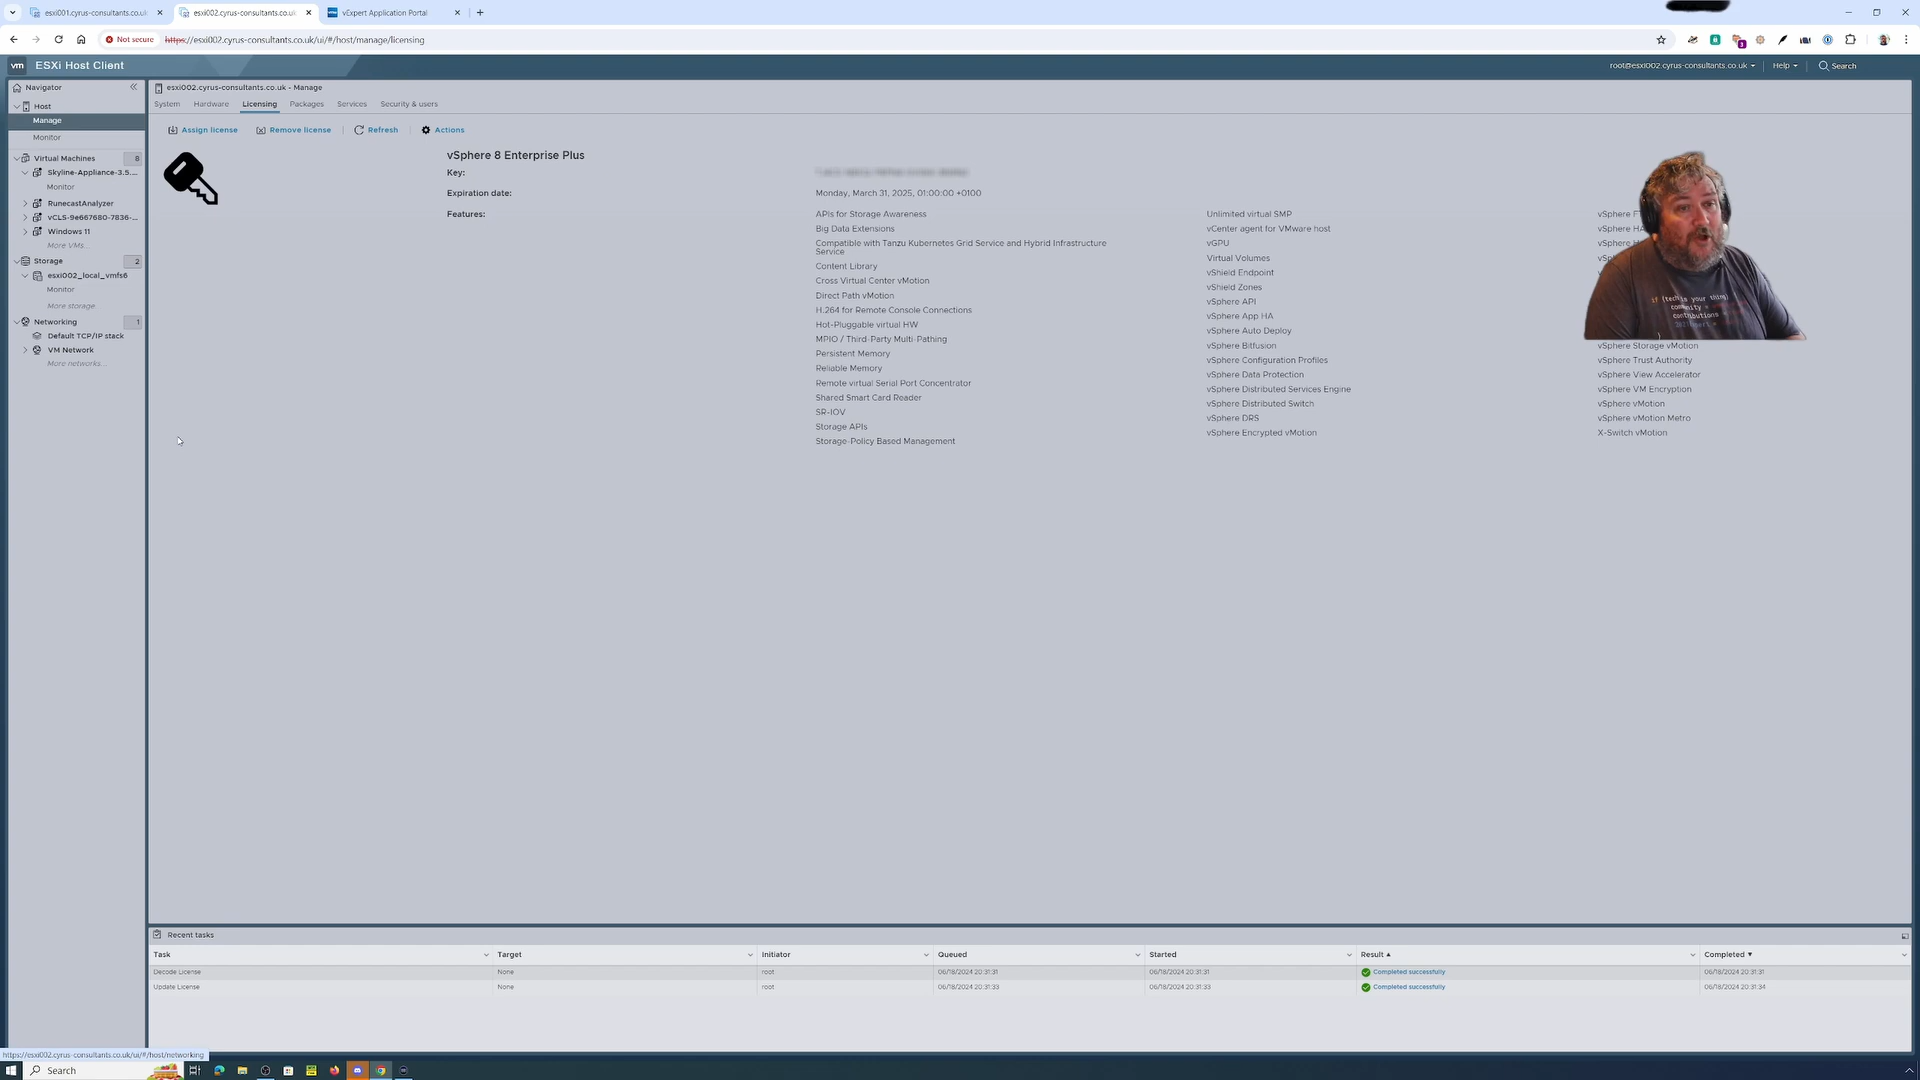 esxi001.cyrus-consultants.co.uk
esxi002.cyrus-consultants.co.uk
vExpert Application Portal
Not secure
https://esxi002.cyrus-consultants.co.uk/ui/#/host/manage/licensing
vm ESXi Host Client
root@esxi002.cyrus-consultants.co.uk
Help
Search
Navigator
Host
Manage
Monitor
Virtual Machines 8
Skyline-Appliance-3.5....
Monitor
RunecastAnalyzer
vCLS-9e667680-7836-...
Windows 11
More VMs...
Storage 2
esxi002_local_vmfs6
Monitor
More storage...
Networking 1
Default TCP/IP stack
VM Network
More networks...
esxi002.cyrus-consultants.co.uk - Manage
System Hardware Licensing Packages Services Security & users
Assign license Remove license Refresh Actions
vSphere 8 Enterprise Plus
Key:
Expiration date: Monday, March 31, 2025, 01:00:00 +0100
Features:
APIs for Storage Awareness
Big Data Extensions
Compatible with Tanzu Kubernetes Grid Service and Hybrid Infrastructure
Service
Content Library
Cross Virtual Center vMotion
Direct Path vMotion
H.264 for Remote Console Connections
Hot-Pluggable virtual HW
MPIO / Third-Party Multi-Pathing
Persistent Memory
Reliable Memory
Remote virtual Serial Port Concentrator
Shared Smart Card Reader
SR-IOV
Storage APIs
Storage-Policy Based Management
Unlimited virtual SMP
vCenter agent for VMware host
vGPU
Virtual Volumes
vShield Endpoint
vShield Zones
vSphere API
vSphere App HA
vSphere Auto Deploy
vSphere Bitfusion
vSphere Configuration Profiles
vSphere Data Protection
vSphere Distributed Services Engine
vSphere Distributed Switch
vSphere DRS
vSphere Encrypted vMotion
vSphere
vSphere
vSphere
vSphere Storage vMotion
vSphere Trust Authority
vSphere View Accelerator
vSphere VM Encryption
vSphere vMotion
vSphere vMotion Metro
X-Switch vMotion
if (tech is your thing)
community
contributions
}
Recent tasks
Task Target Initiator Queued Started Result Completed
Decode License None root 06/18/2024 20:31:31 06/18/2024 20:31:31 Completed successfully 06/18/2024 20:31:31
Update License None root 06/18/2024 20:31:33 06/18/2024 20:31:33 Completed successfully 06/18/2024 20:31:34
https://esxi002.cyrus-consultants.co.uk/ui/#/host/networking
Search